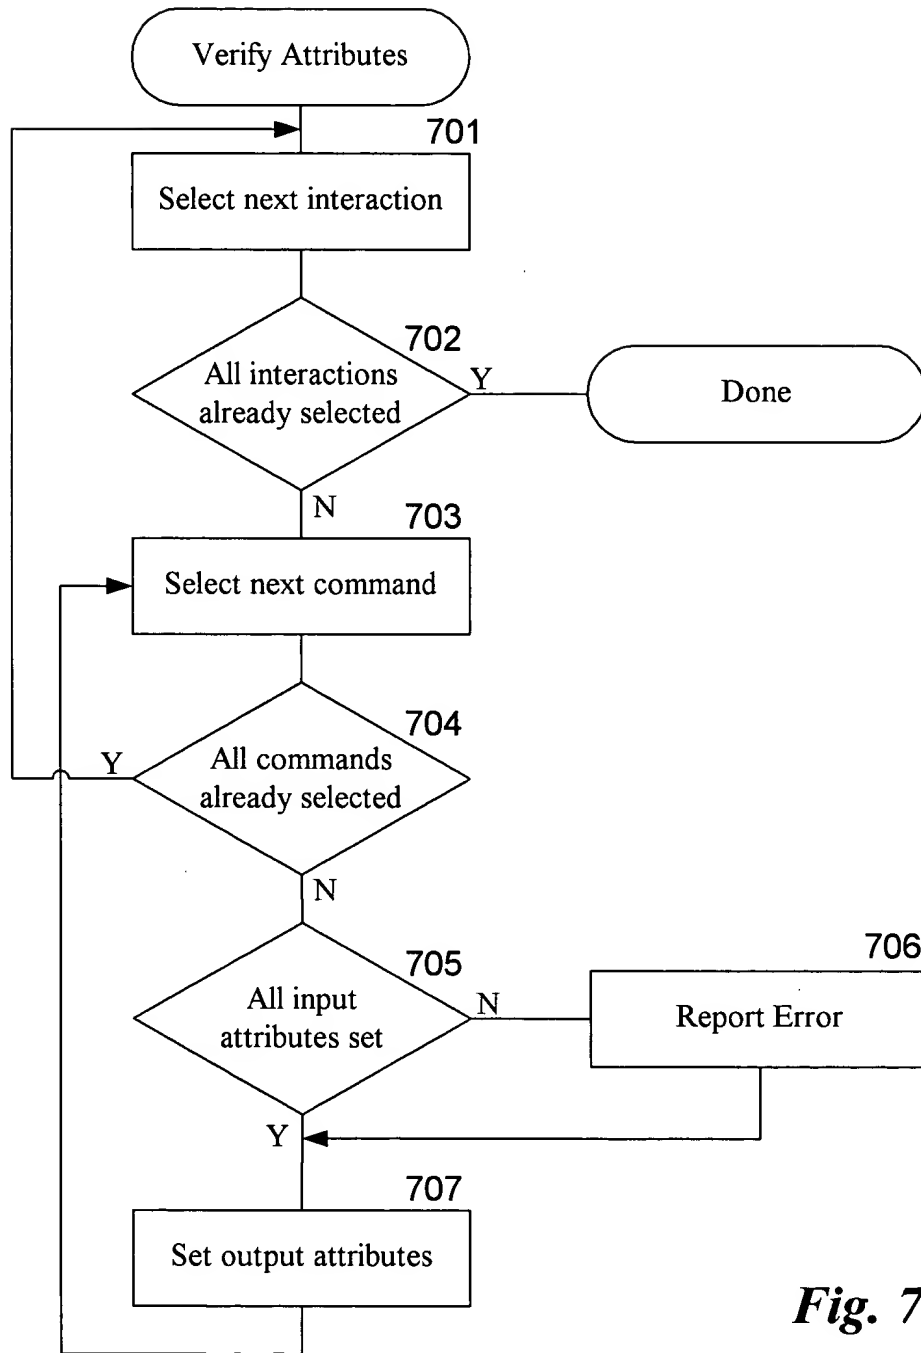 Verify Attributes
701
Select next interaction
702
All interactions
already selected
Y
Done
N
703
Select next command
704
All commands
already selected
Y
N
705
All input
attributes set
N
706
Report Error
Y
707
Set output attributes
Fig. 7